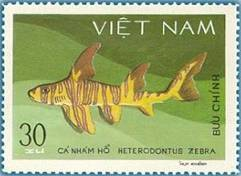 VIỆT NAM
BƯU CHÍNH
30
XU
CÁ NHÁM HỔ HETERODONTUS ZEBRA